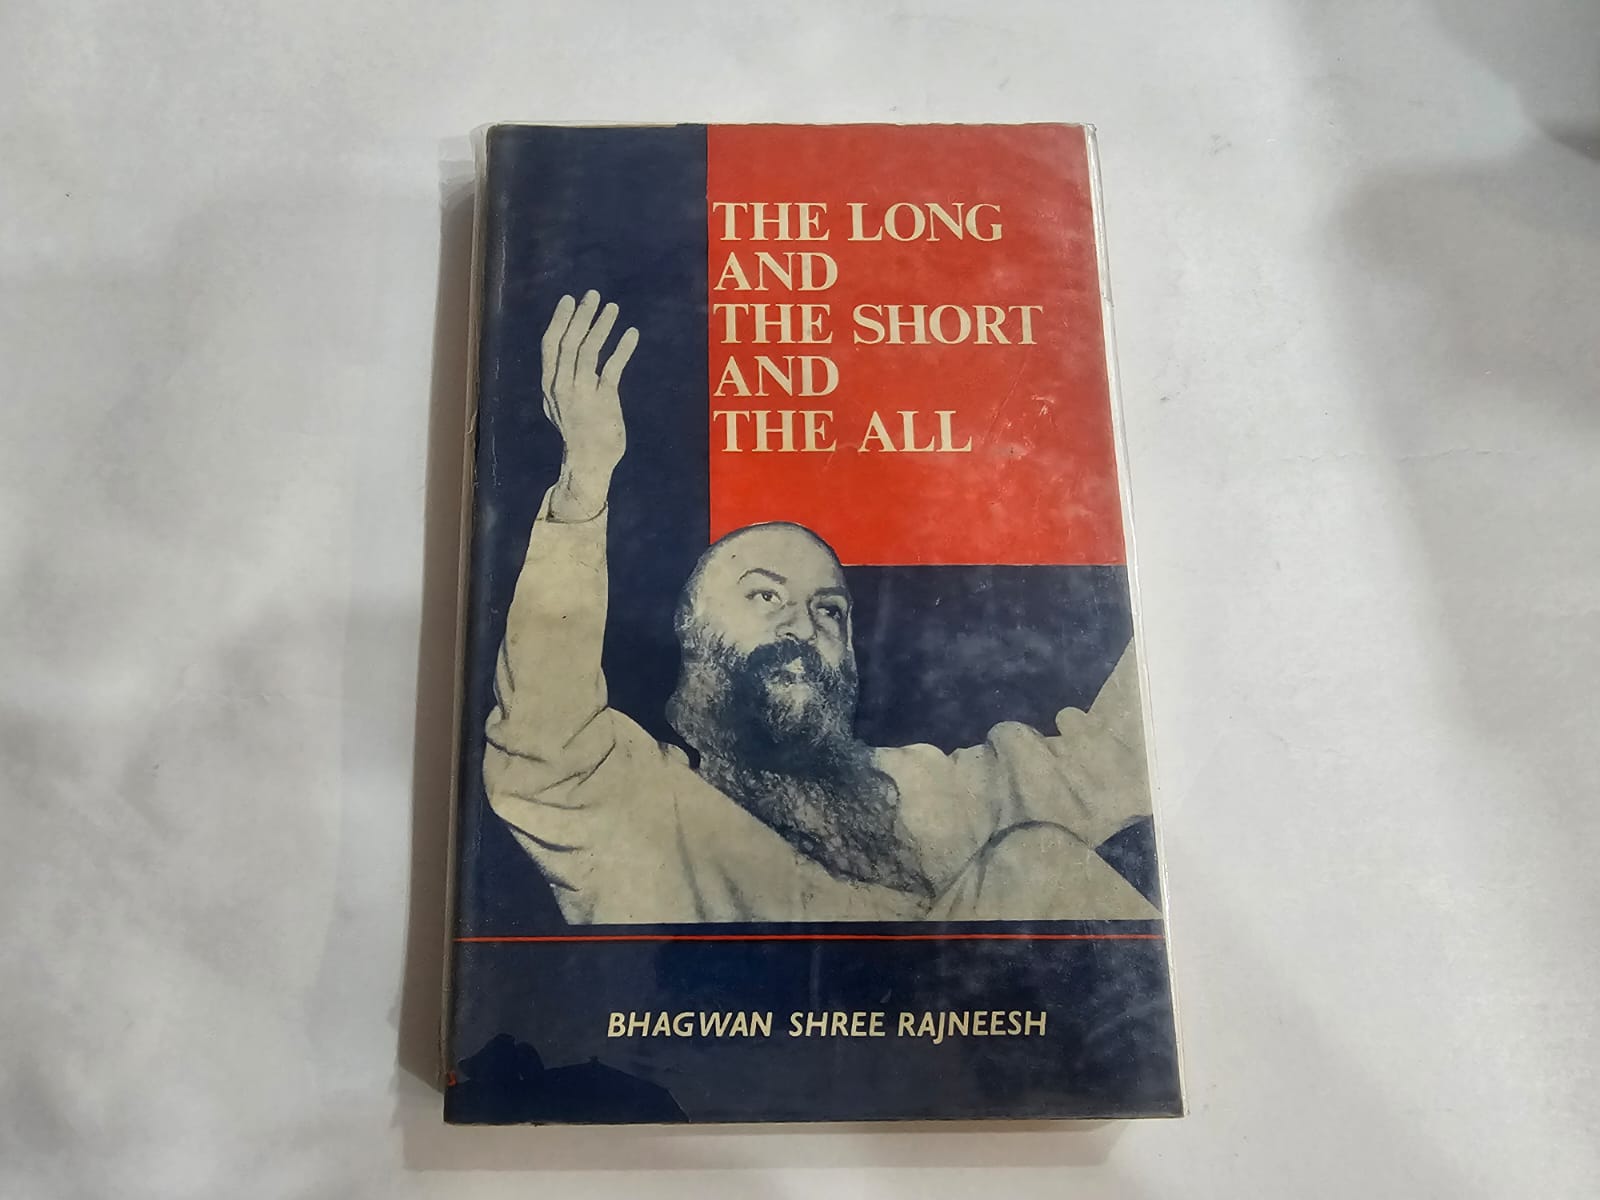 THE LONG
AND
THE SHORT
AND
THE ALL
BHAGWAN SHREE RAJNEESH